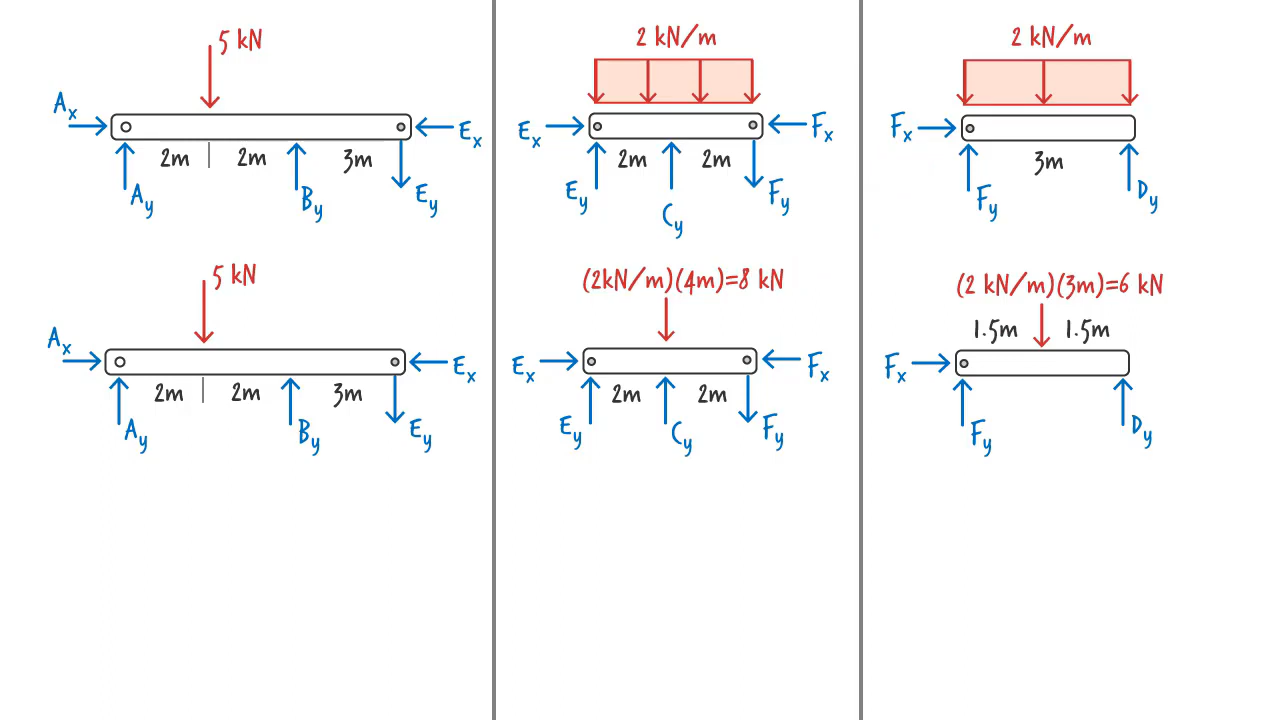 5 kN
Ax
Ex
2m 2m 3m
Ay
By
Ey
2 kN/m
Ex
Fx
2m 2m
Ey
Cy
Fy
2 kN/m
Fx
3m
Fy
Dy
5 kN
Ax
Ex
2m 2m 3m
Ay
By
Ey
(2kN/m)(4m)=8 kN
Ex
Fx
2m 2m
Ey
Cy
Fy
(2 kN/m)(3m)=6 kN
1.5m 1.5m
Fx
Fy
Dy